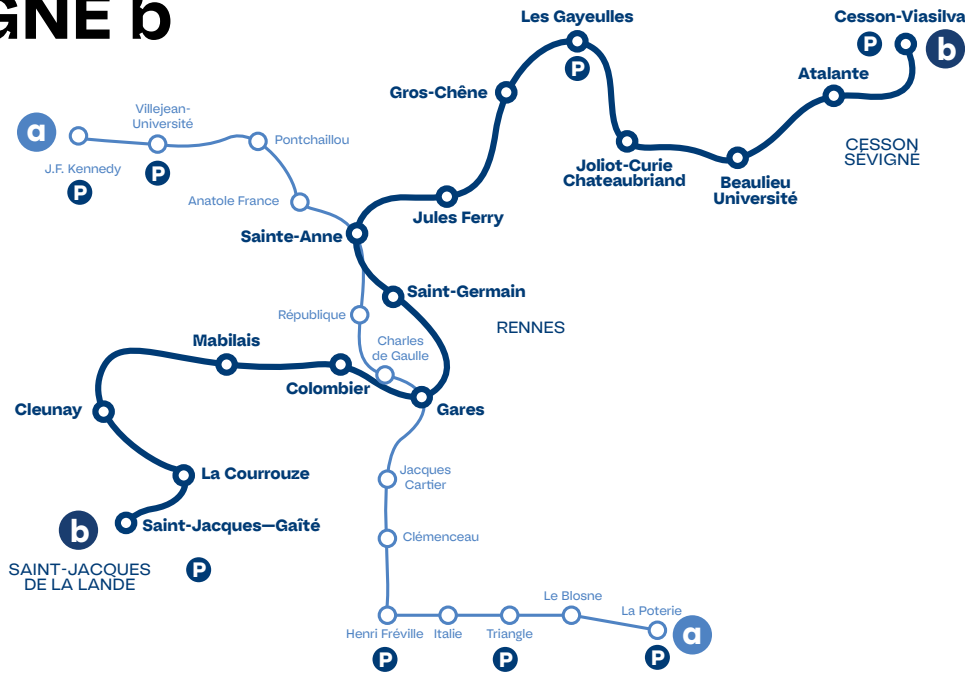 GNE b
Les Gayeulles
Cesson-Viasilva
P
b
P
Atalante
Gros-Chêne
Villejean-
Université
a
Pontchaillou
CESSON
SÉVIGNÉ
J.F. Kennedy
P
P
Joliot-Curie
Chateaubriand
Beaulieu
Université
Anatole France
Jules Ferry
Sainte-Anne
Saint-Germain
République
RENNES
Mabilais
Charles
de Gaulle
Colombier
Cleunay
Gares
La Courrouze
Jacques
Cartier
b
Saint-Jacques—Gaîté
Clémenceau
SAINT-JACQUES
DE LA LANDE
P
Le Blosne
La Poterie
Henri Fréville
Italie
Triangle
a
P
P
P